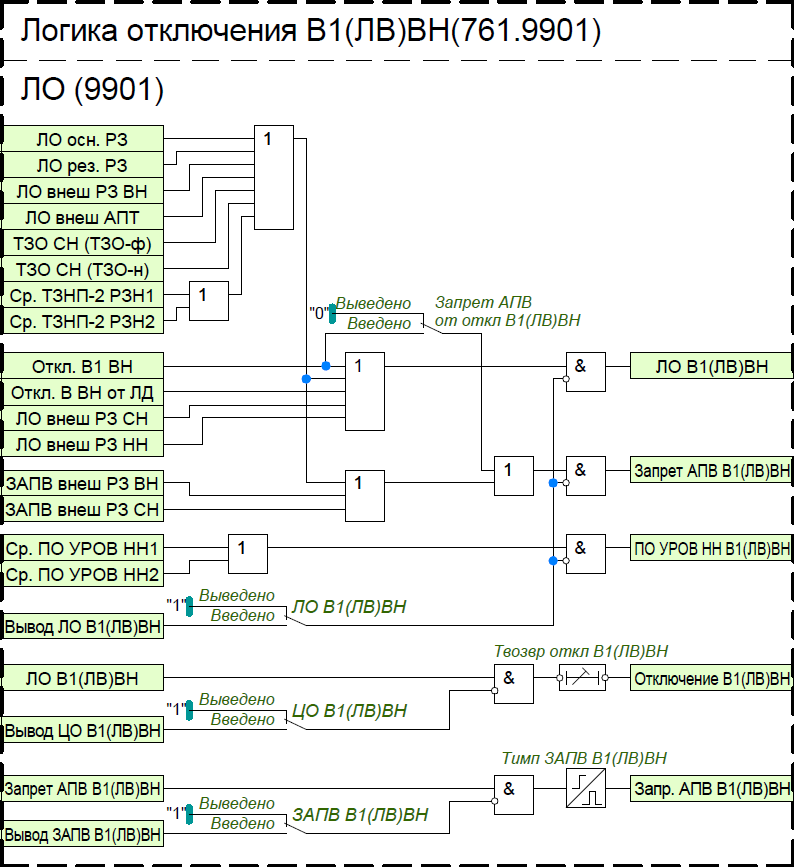 Логика отключения В1(ЛВ)ВН(761.9901)
ЛО (9901)
ЛО осн. РЗ
1
ЛО рез. РЗ
ЛО внеш РЗ ВН
ЛО внеш АПТ
ТЗО СН (ТЗО-ф)
ТЗО СН (ТЗО-н)
Ср. ТЗНП-2 РЗН1
1
Ср. ТЗНП-2 РЗН2
"0"
Выведено
Введено
Запрет АПВ
от откл В1(ЛВ)ВН
Откл. В1 ВН
1
&
ЛО В1(ЛВ)ВН
Откл. В ВН от ЛД
ЛО внеш РЗ СН
ЛО внеш РЗ НН
ЗАПВ внеш РЗ ВН
1
1
&
Запрет АПВ В1(ЛВ)ВН
ЗАПВ внеш РЗ СН
Ср. ПО УРОВ НН1
1
&
ПО УРОВ НН В1(ЛВ)ВН
Ср. ПО УРОВ НН2
"1"
Выведено
Введено
ЛО В1(ЛВ)ВН
Вывод ЛО В1(ЛВ)ВН
Твозвр откл В1(ЛВ)ВН
ЛО В1(ЛВ)ВН
&
Отключение В1(ЛВ)ВН
"1"
Выведено
Введено
ЦО В1(ЛВ)ВН
Вывод ЦО В1(ЛВ)ВН
Тимп ЗАПВ В1(ЛВ)ВН
Запрет АПВ В1(ЛВ)ВН
&
Запр. АПВ В1(ЛВ)ВН
"1"
Выведено
Введено
ЗАПВ В1(ЛВ)ВН
Вывод ЗАПВ В1(ЛВ)ВН